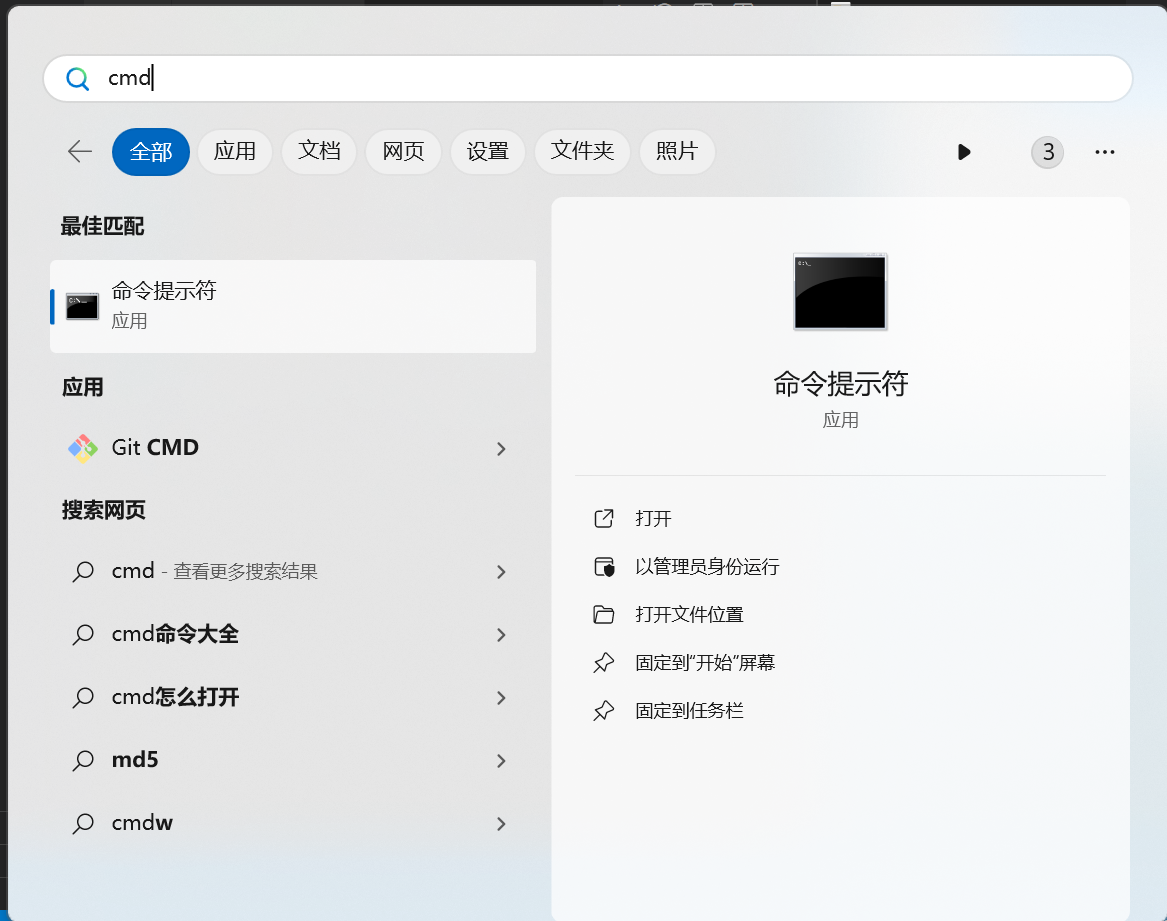 cmd
全部 应用 文档 网页 设置 文件夹 照片 3
最佳匹配
命令提示符
应用
应用
Git CMD
搜索网页
cmd - 查看更多搜索结果
cmd命令大全
cmd怎么打开
md5
cmdw
命令提示符
应用
打开
以管理员身份运行
打开文件位置
固定到“开始”屏幕
固定到任务栏